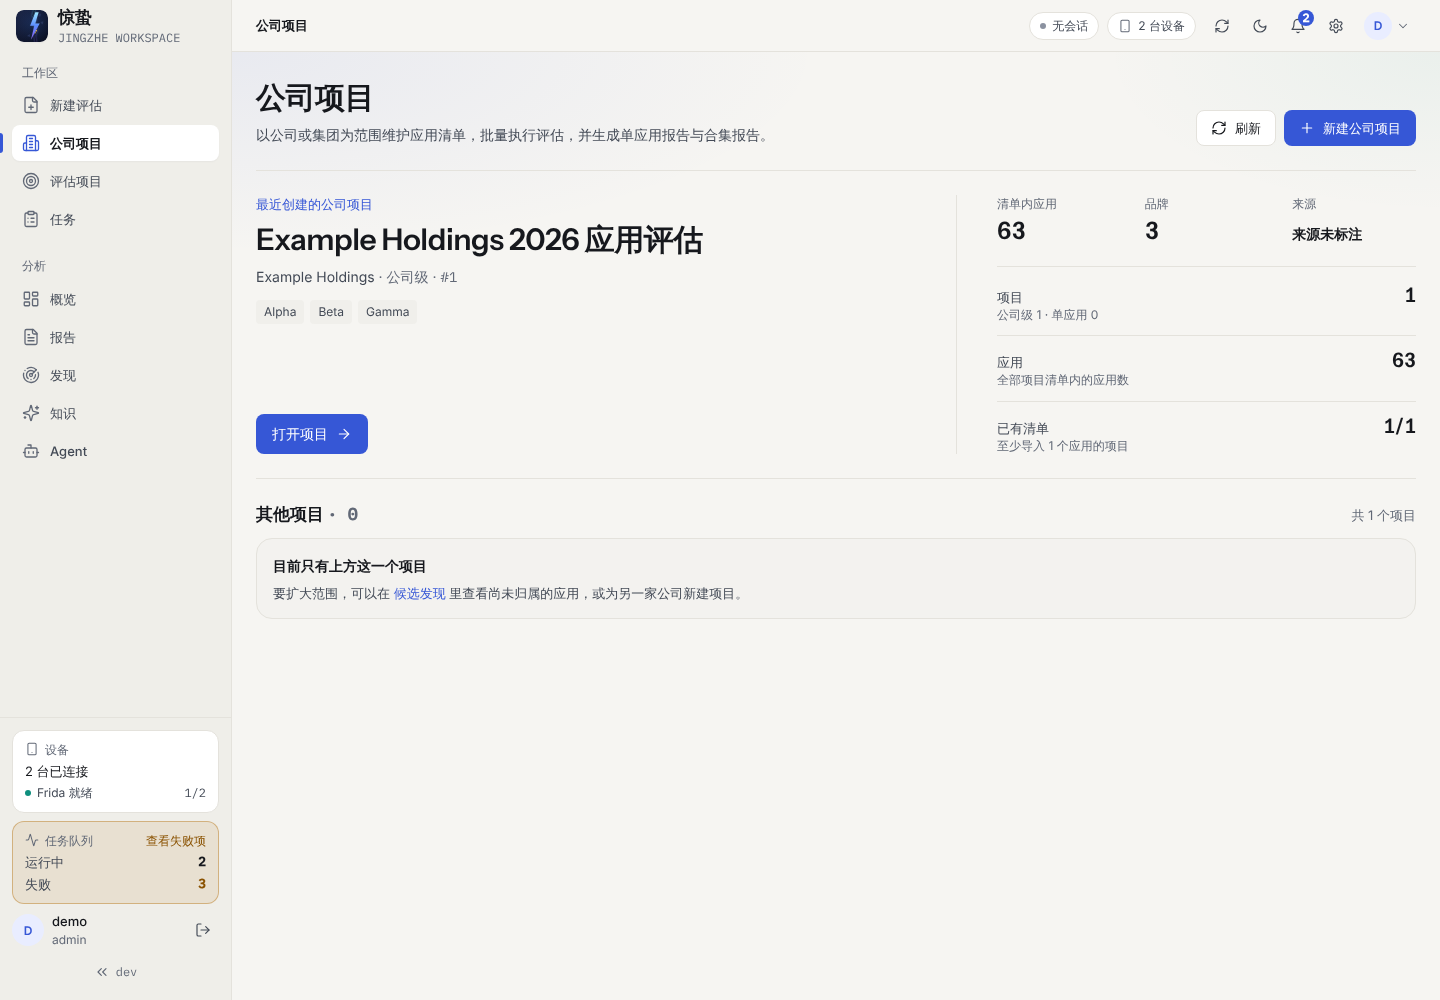 惊蛰
JINGZHE WORKSPACE
工作区
新建评估
公司项目
评估项目
任务
分析
概览
报告
发现
知识
Agent
设备
2 台已连接
Frida 就绪 1/2
任务队列 查看失败项
运行中 2
失败 3
D demo
admin
dev
公司项目
无会话
2 台设备
2
D
公司项目
以公司或集团为范围维护应用清单，批量执行评估，并生成单应用报告与合集报告。
刷新
新建公司项目
最近创建的公司项目
Example Holdings 2026 应用评估
Example Holdings · 公司级 · #1
Alpha Beta Gamma
打开项目
清单内应用 品牌 来源
63 3 来源未标注
项目 1
公司级 1 · 单应用 0
应用 63
全部项目清单内的应用数
已有清单 1/1
至少导入 1 个应用的项目
其他项目 · 0 共 1 个项目
目前只有上方这一个项目
要扩大范围，可以在 候选发现 里查看尚未归属的应用，或为另一家公司新建项目。